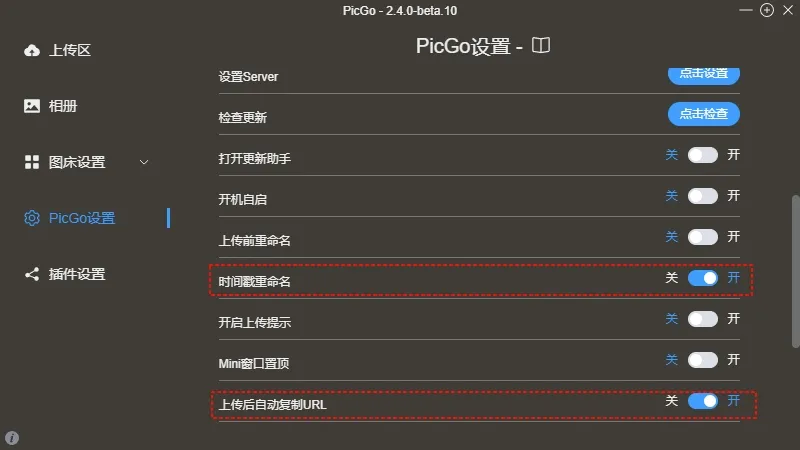 PicGo - 2.4.0-beta.10
上传区
相册
图床设置
PicGo设置
插件设置
PicGo设置 -
设置Server 点击设置
检查更新 点击检查
打开更新助手 关 开
开机自启 关 开
上传前重命名 关 开
时间戳重命名 关 开
开启上传提示 关 开
Mini窗口置顶 关 开
上传后自动复制URL 关 开